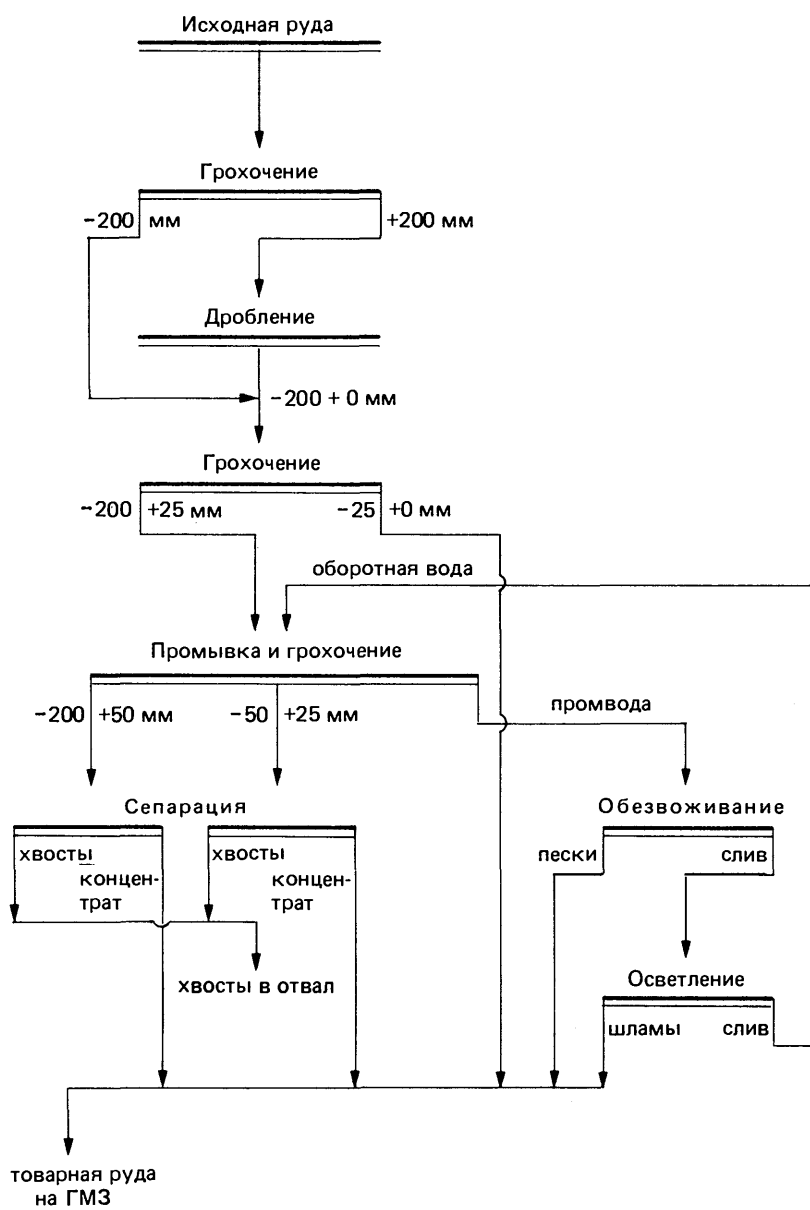 Исходная руда
Грохочение
-200 мм
+200 мм
Дробление
-200 + 0 мм
Грохочение
-200 +25 мм
-25 +0 мм
оборотная вода
Промывка и грохочение
-200 +50 мм
-50 +25 мм
промвода
Сепарация
Обезвоживание
хвосты
концен-
трат
хвосты
концен-
трат
пески
слив
хвосты в отвал
Осветление
шламы
слив
товарная руда
на ГМЗ